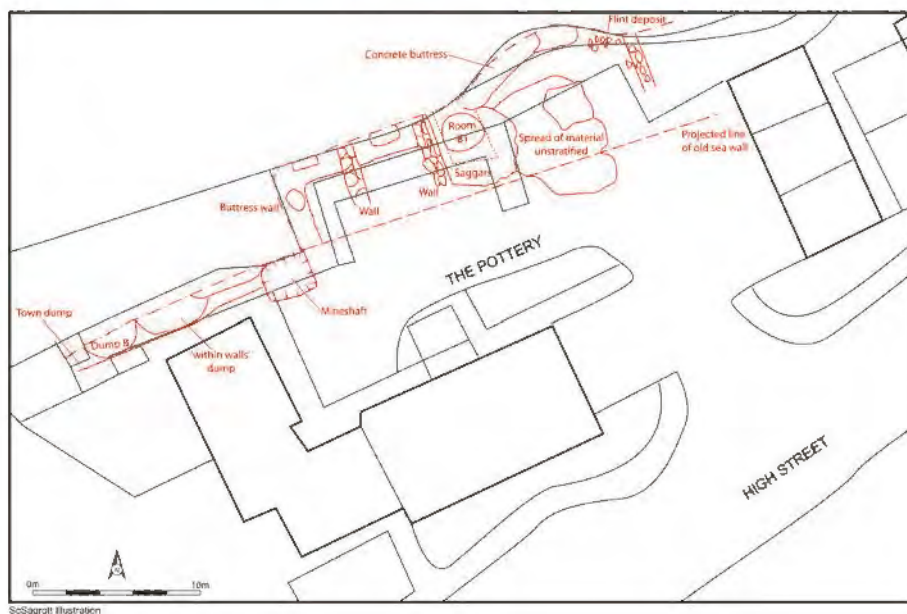 Flint deposit
Concrete buttress
Room
B1
Spread of material
unstratified
Projected line
of old sea wall
Saggars
Wall
Wall
Buttress wall
THE POTTERY
Mineshaft
Town dump
Dump B
'within walls'
dump
HIGH STREET
N
0m
10m